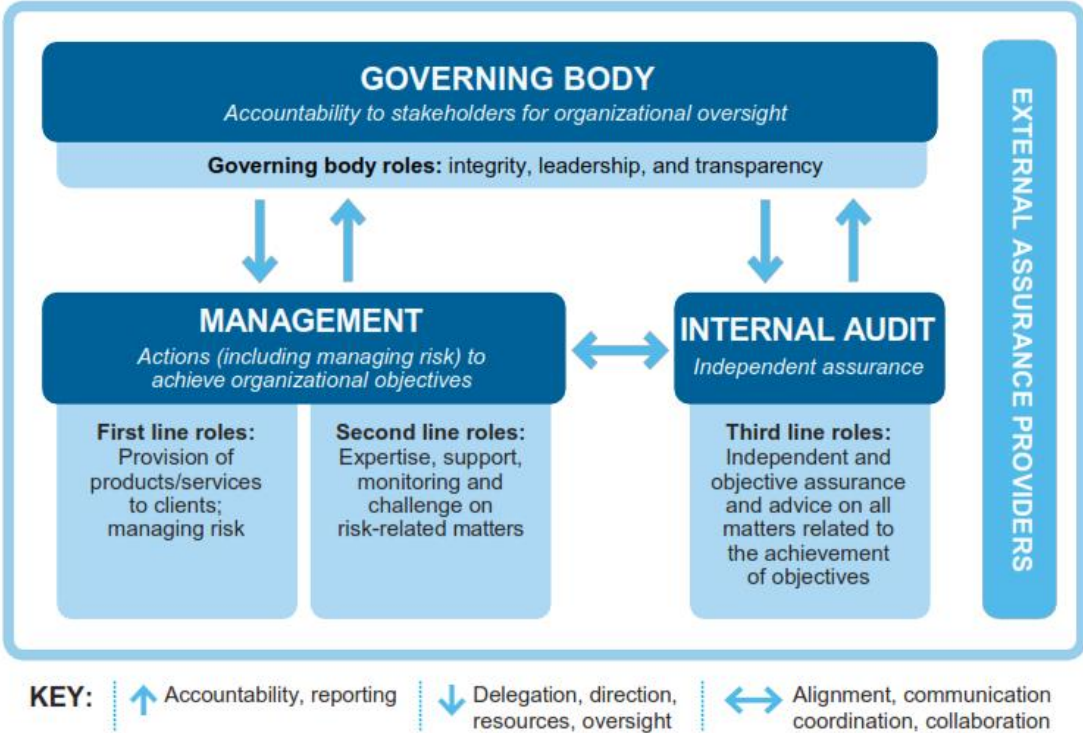 GOVERNING BODY
Accountability to stakeholders for organizational oversight
Governing body roles: integrity, leadership, and transparency
MANAGEMENT
Actions (including managing risk) to
achieve organizational objectives
INTERNAL AUDIT
Independent assurance
First line roles:
Provision of
products/services
to clients;
managing risk
Second line roles:
Expertise, support,
monitoring and
challenge on
risk-related matters
Third line roles:
Independent and
objective assurance
and advice on all
matters related to
the achievement
of objectives
EXTERNAL ASSURANCE PROVIDERS
KEY:
Accountability, reporting
Delegation, direction,
resources, oversight
Alignment, communication
coordination, collaboration